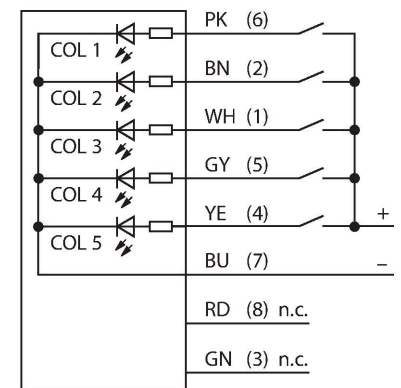 PK (6)
COL 1
BN (2)
COL 2
WH (1)
COL 3
GY (5)
COL 4
YE (4) +
COL 5
BU (7) –
RD (8) n.c.
GN (3) n.c.